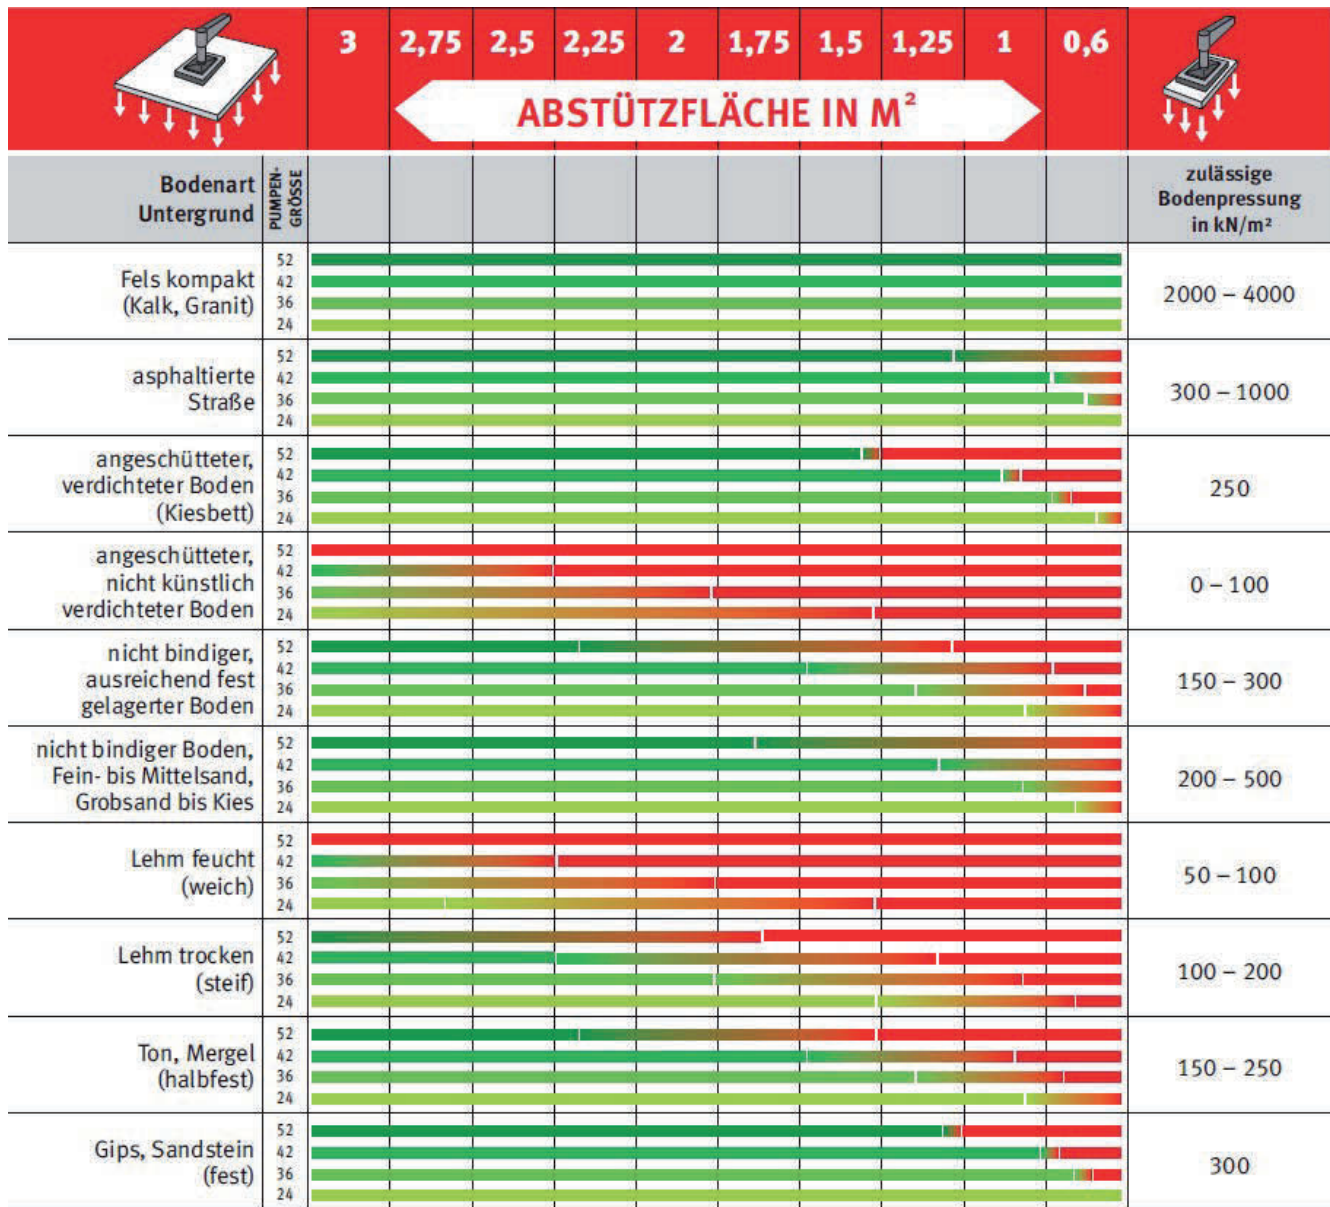 3 2,75 2,5 2,25 2 1,75 1,5 1,25 1 0,6
ABSTÜTZFLÄCHE IN M²
Bodenart
Untergrund
PUMPEN-
GRÖSSE
zulässige
Bodenpressung
in kN/m²
Fels kompakt
(Kalk, Granit)
52
42
36
24
2000 – 4000
asphaltierte
Straße
52
42
36
24
300 – 1000
angeschütteter,
verdichteter Boden
(Kiesbett)
52
42
36
24
250
angeschütteter,
nicht künstlich
verdichteter Boden
52
42
36
24
0 – 100
nicht bindiger,
ausreichend fest
gelagerter Boden
52
42
36
24
150 – 300
nicht bindiger Boden,
Fein- bis Mittelsand,
Grobsand bis Kies
52
42
36
24
200 – 500
Lehm feucht
(weich)
52
42
36
24
50 – 100
Lehm trocken
(steif)
52
42
36
24
100 – 200
Ton, Mergel
(halbfest)
52
42
36
24
150 – 250
Gips, Sandstein
(fest)
52
42
36
24
300